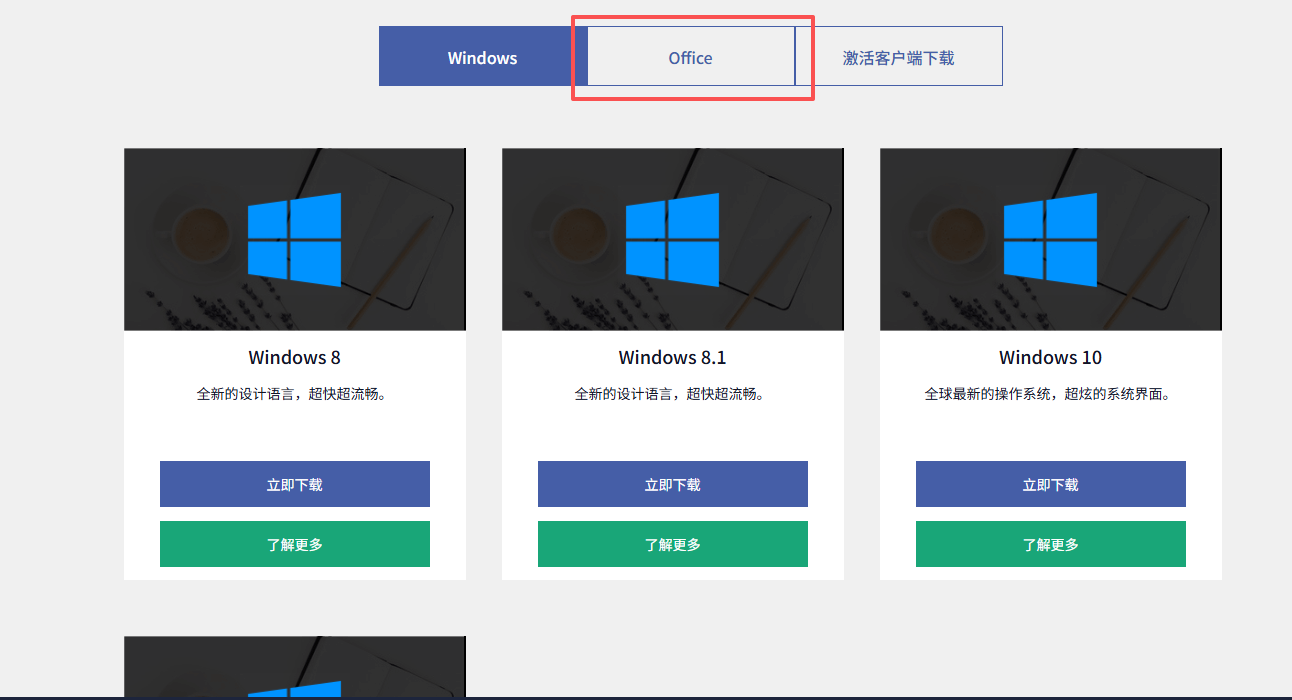 Windows
Office
激活客户端下载
Windows 8
全新的设计语言，超快超流畅。
立即下载
了解更多
Windows 8.1
全新的设计语言，超快超流畅。
立即下载
了解更多
Windows 10
全球最新的操作系统，超炫的系统界面。
立即下载
了解更多